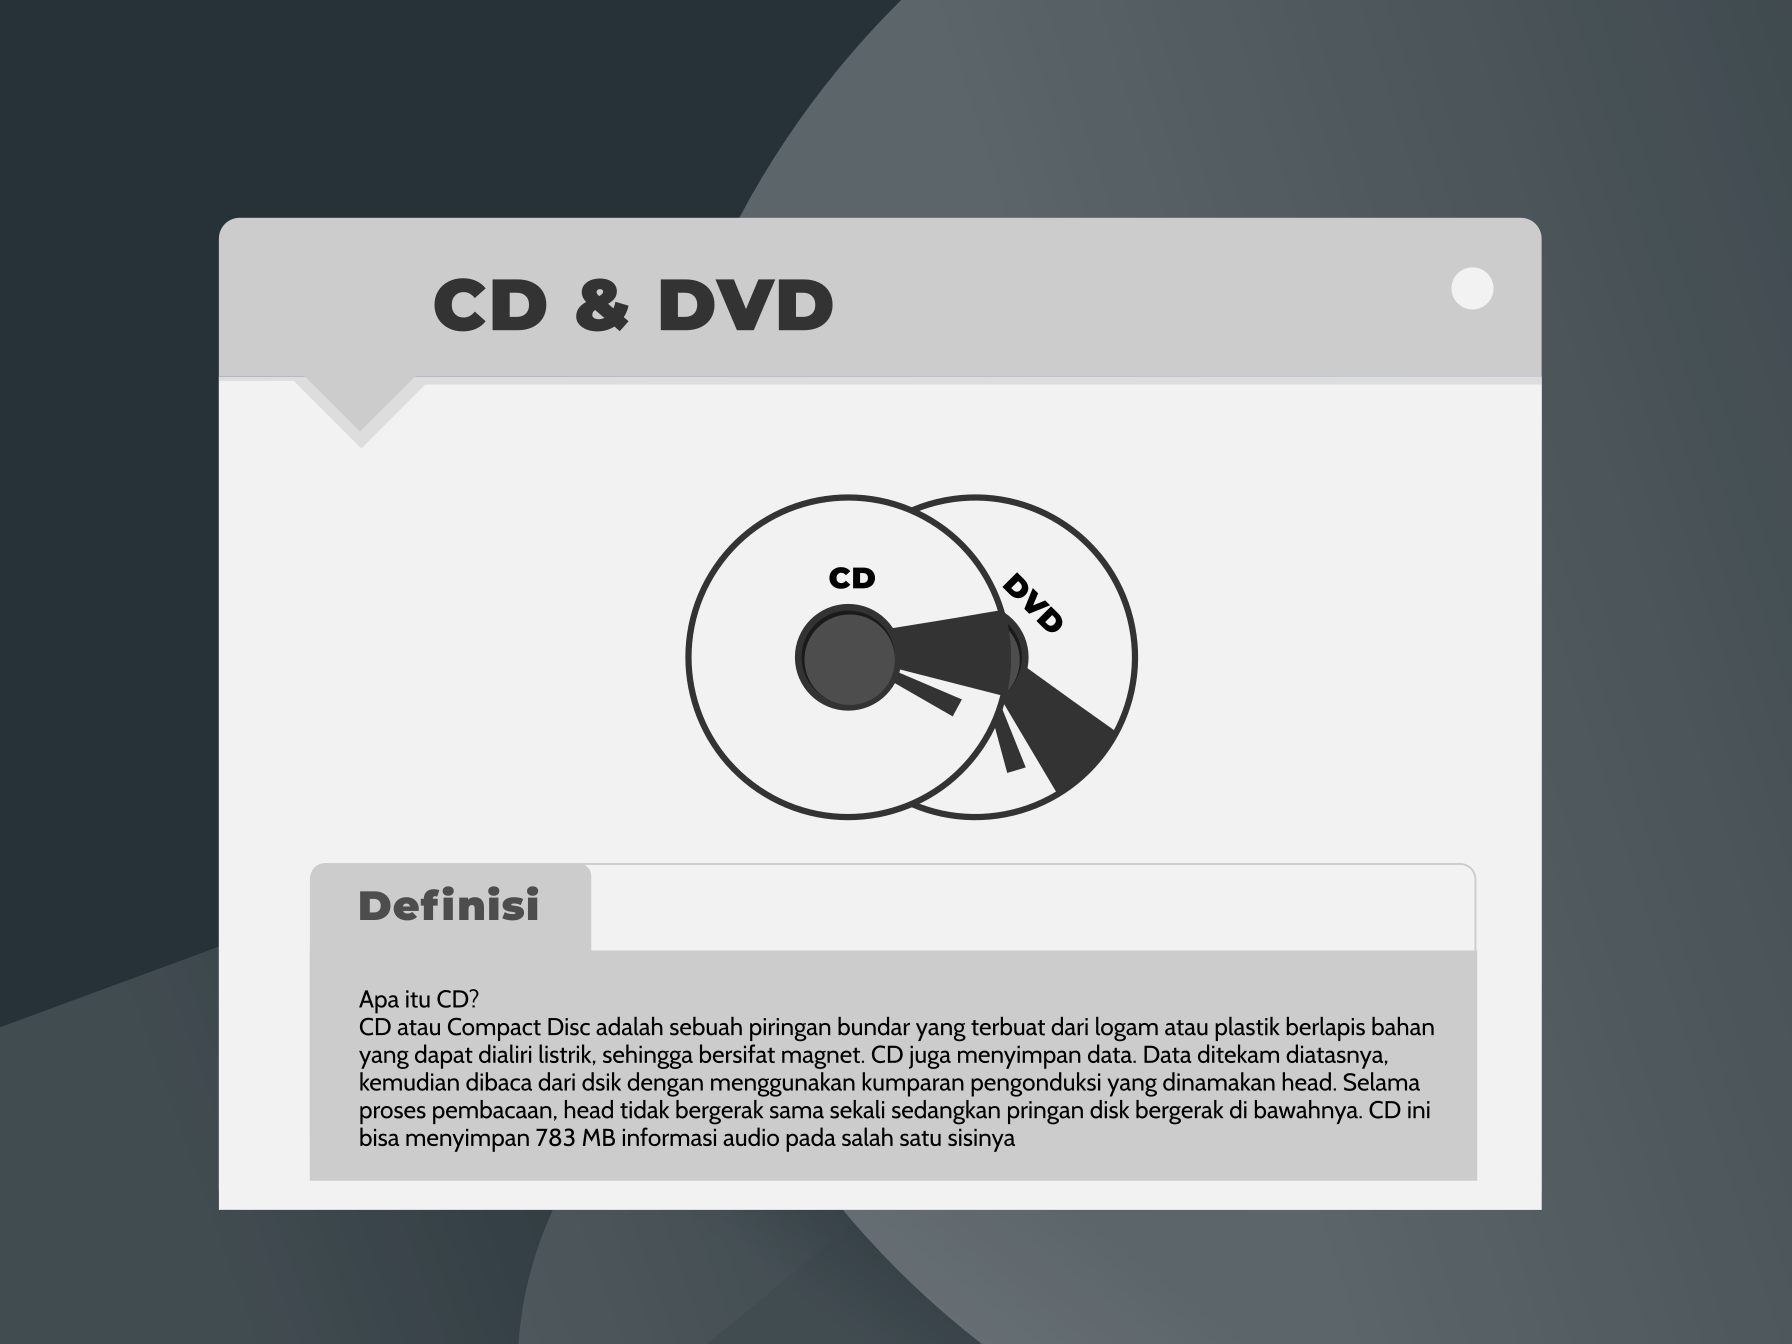 CD & DVD
CD
DVD
Definisi
Apa itu CD?
CD atau Compact Disc adalah sebuah piringan bundar yang terbuat dari logam atau plastik berlapis bahan
yang dapat dialiri listrik, sehingga bersifat magnet. CD juga menyimpan data. Data ditekam diatasnya,
kemudian dibaca dari dsik dengan menggunakan kumparan pengonduksi yang dinamakan head. Selama
proses pembacaan, head tidak bergerak sama sekali sedangkan pringan disk bergerak di bawahnya. CD ini
bisa menyimpan 783 MB informasi audio pada salah satu sisinya